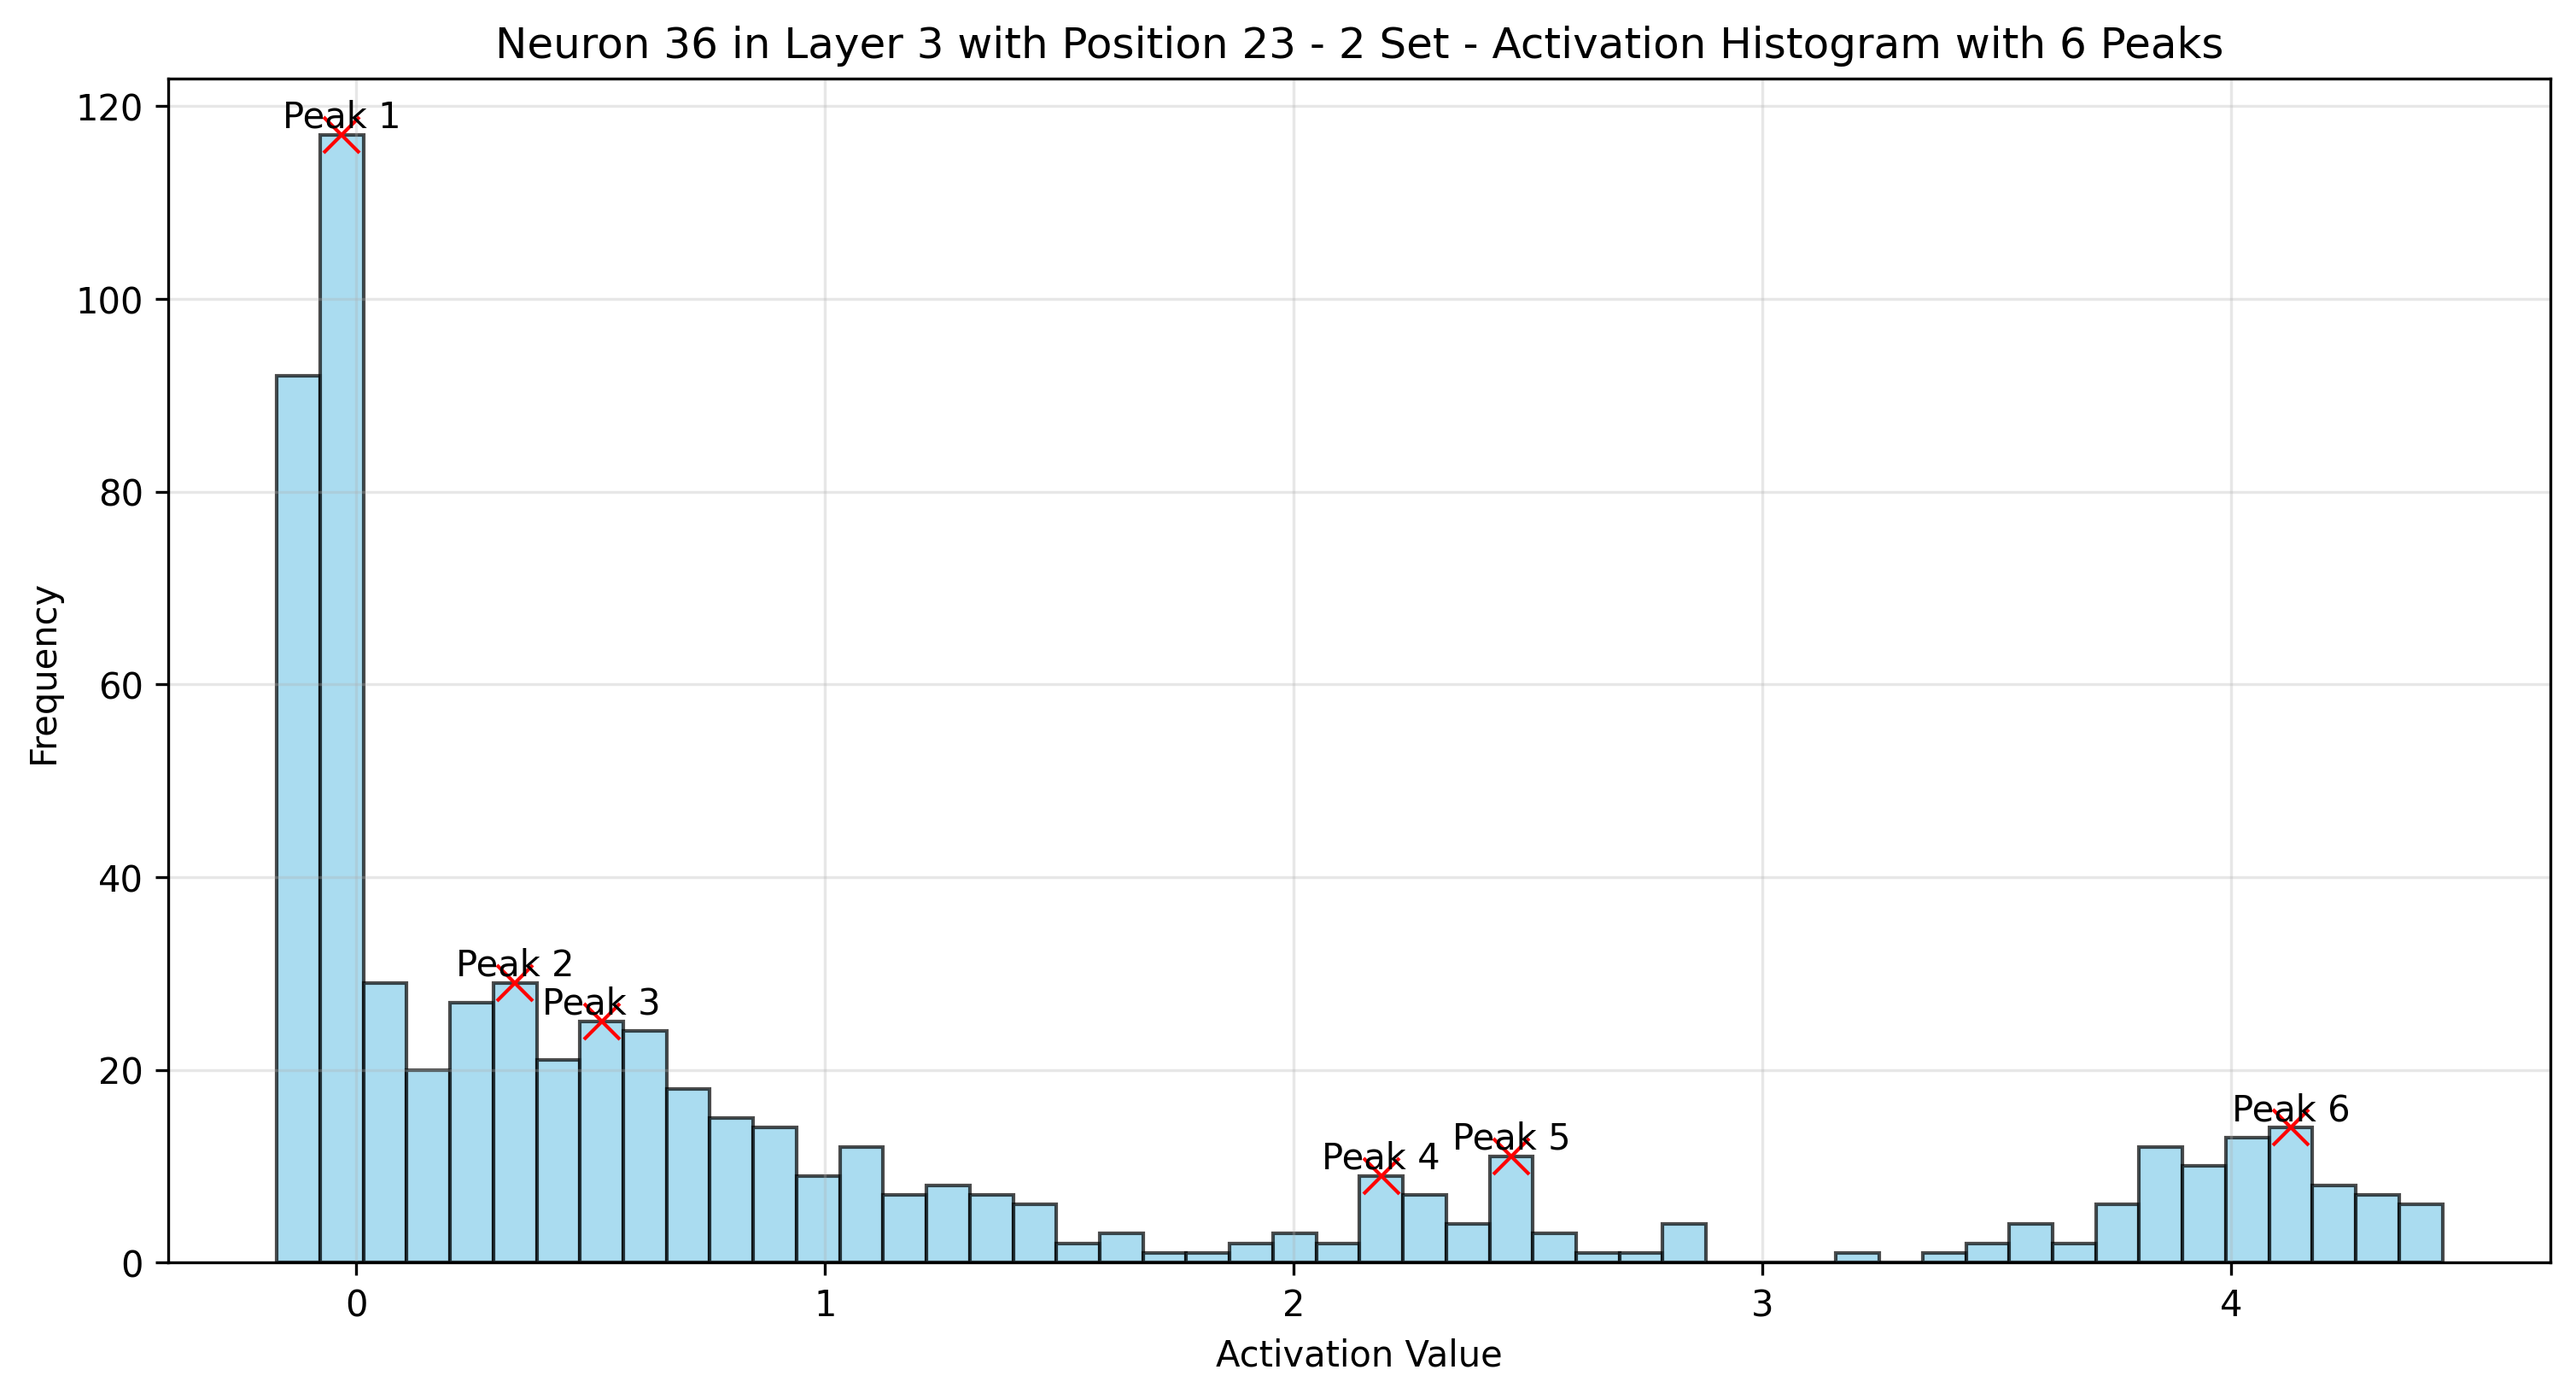 Neuron 36 in Layer 3 with Position 23 - 2 Set - Activation Histogram with 6 Peaks
120
100
80
60
40
20
0
Frequency
Peak 1
Peak 2
Peak 3
Peak 4
Peak 5
Peak 6
0 1 2 3 4
Activation Value